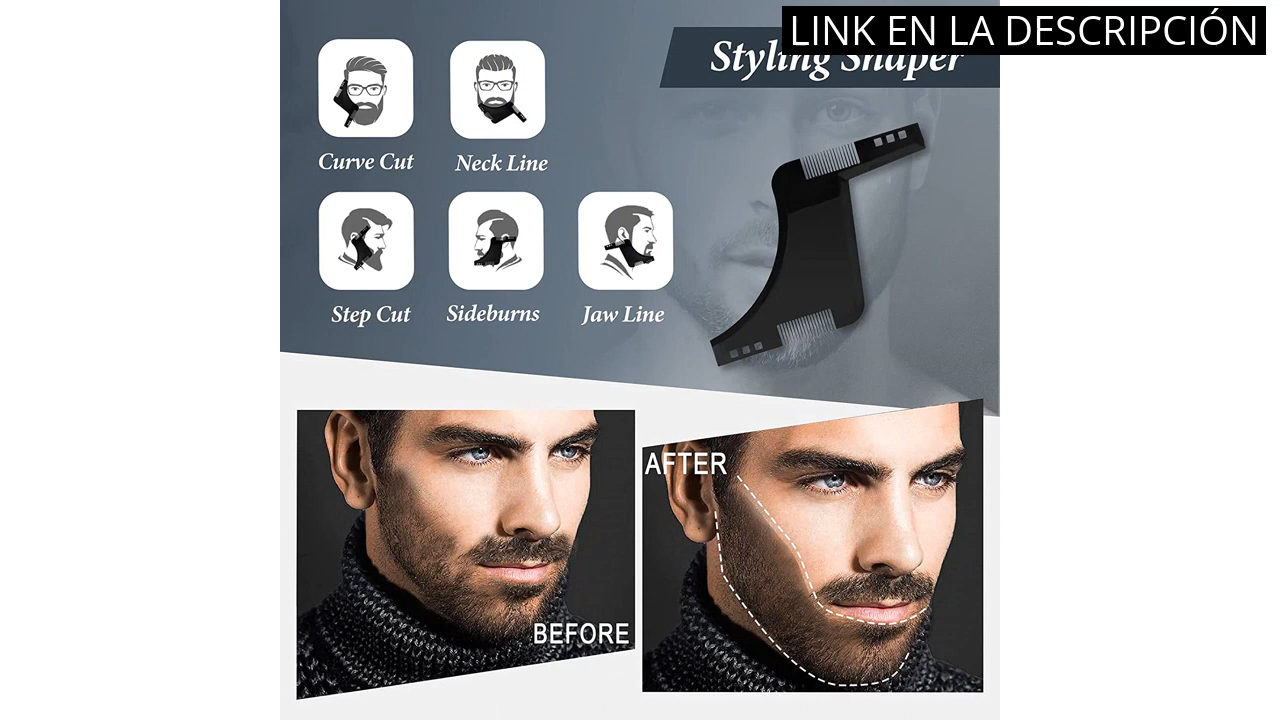 LINK EN LA DESCRIPCIÓN
Styling Shaper
Curve Cut
Neck Line
Step Cut
Sideburns
Jaw Line
AFTER
BEFORE